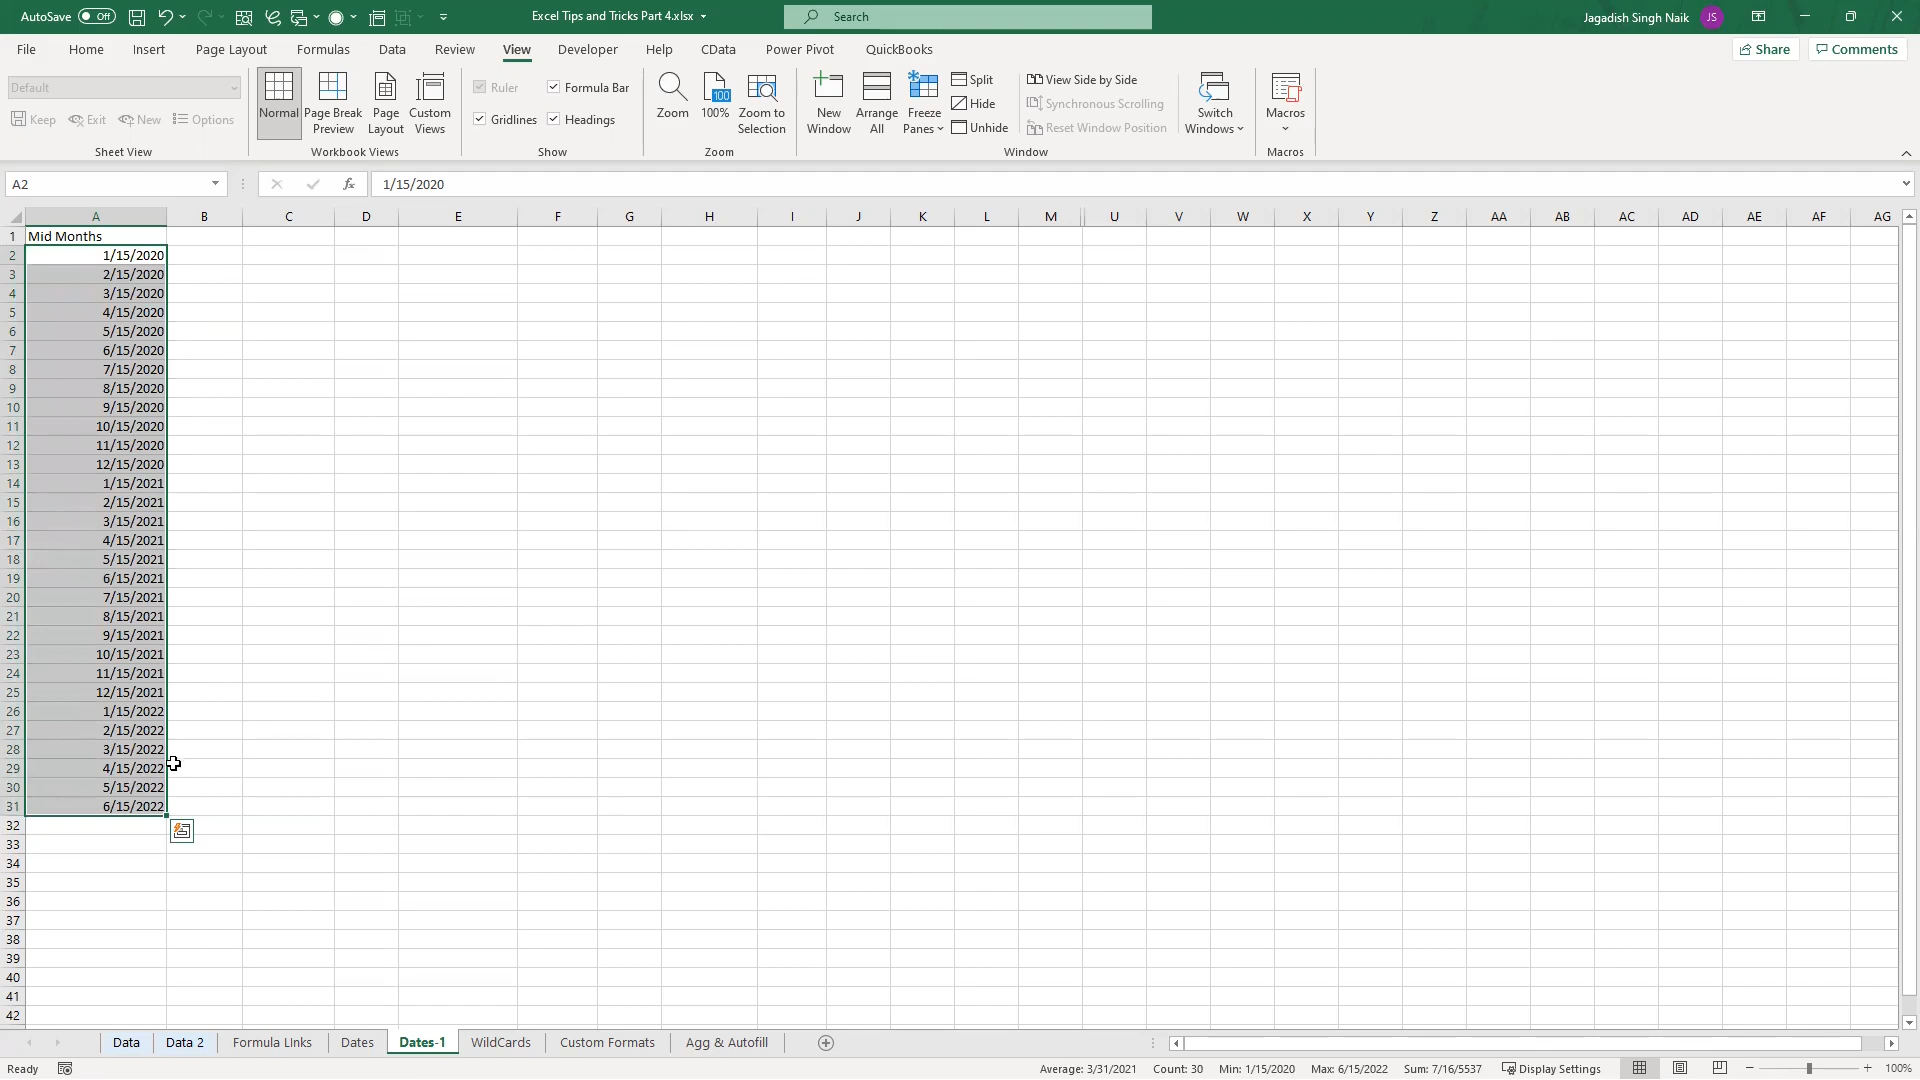 AutoSave Off Excel Tips and Tricks Part 4.xlsx Search Jagadish Singh Naik JS
File Home Insert Page Layout Formulas Data Review View Developer Help CData Power Pivot QuickBooks Share Comments
Default
Keep Exit New Options
Sheet View
Normal Page Break Preview Page Layout Custom Views
Workbook Views
Ruler Formula Bar
Gridlines Headings
Show
Zoom 100 100% Zoom to Selection
Zoom
New Window Arrange All Freeze Panes
Split
Hide
Unhide
View Side by Side
Synchronous Scrolling
Reset Window Position
Switch Windows
Window
Macros
Macros
A2 fx 1/15/2020
A B C D E F G H I J K L M U V W X Y Z AA AB AC AD AE AF AG
1 Mid Months
2 1/15/2020
3 2/15/2020
4 3/15/2020
5 4/15/2020
6 5/15/2020
7 6/15/2020
8 7/15/2020
9 8/15/2020
10 9/15/2020
11 10/15/2020
12 11/15/2020
13 12/15/2020
14 1/15/2021
15 2/15/2021
16 3/15/2021
17 4/15/2021
18 5/15/2021
19 6/15/2021
20 7/15/2021
21 8/15/2021
22 9/15/2021
23 10/15/2021
24 11/15/2021
25 12/15/2021
26 1/15/2022
27 2/15/2022
28 3/15/2022
29 4/15/2022
30 5/15/2022
31 6/15/2022
32
33
34
35
36
37
38
39
40
41
42
Data Data 2 Formula LInks Dates Dates-1 WildCards Custom Formats Agg & Autofill
Ready Average: 3/31/2021 Count: 30 Min: 1/15/2020 Max: 6/15/2022 Sum: 7/16/5537 Display Settings 100%